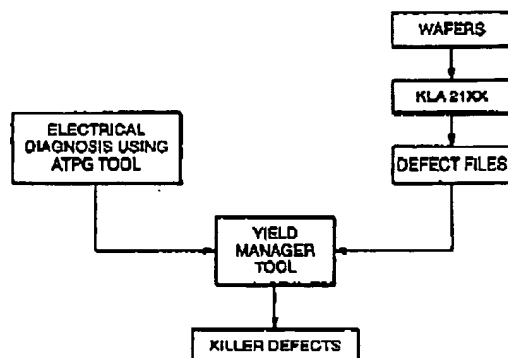 WAFERS
KLA 21XX
ELECTRICAL
DIAGNOSIS USING
ATPG TOOL
DEFECT FILES
YIELD
MANAGER
TOOL
KILLER DEFECTS